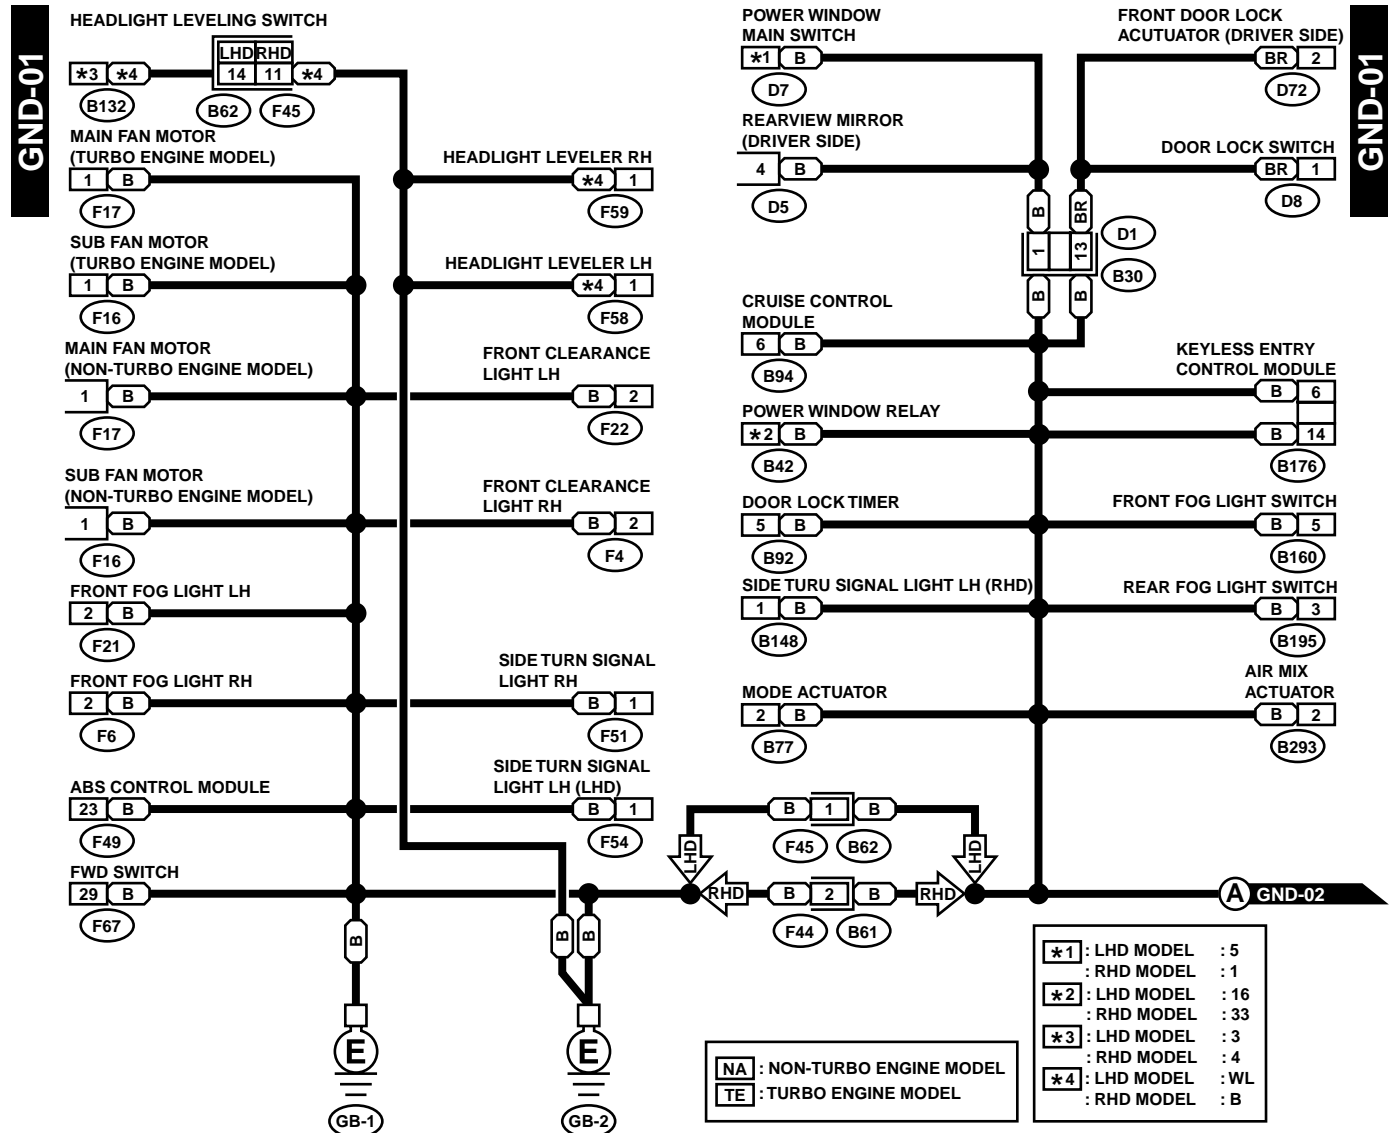 GND-01
HEADLIGHT LEVELING SWITCH
LHD RHD
*3 *4 14 11 *4
B132 B62 F45
MAIN FAN MOTOR
(TURBO ENGINE MODEL)
1 B
F17
SUB FAN MOTOR
(TURBO ENGINE MODEL)
1 B
F16
MAIN FAN MOTOR
(NON-TURBO ENGINE MODEL)
1 B
F17
SUB FAN MOTOR
(NON-TURBO ENGINE MODEL)
1 B
F16
FRONT FOG LIGHT LH
2 B
F21
FRONT FOG LIGHT RH
2 B
F6
ABS CONTROL MODULE
23 B
F49
FWD SWITCH
29 B
F67
B
E
GB-1
HEADLIGHT LEVELER RH
*4 1
F59
HEADLIGHT LEVELER LH
*4 1
F58
FRONT CLEARANCE
LIGHT LH
B 2
F22
FRONT CLEARANCE
LIGHT RH
B 2
F4
SIDE TURN SIGNAL
LIGHT RH
B 1
F51
SIDE TURN SIGNAL
LIGHT LH (LHD)
B 1
F54
B B
E
GB-2
POWER WINDOW
MAIN SWITCH
*1 B
D7
REARVIEW MIRROR
(DRIVER SIDE)
4 B
D5
FRONT DOOR LOCK
ACUTUATOR (DRIVER SIDE)
BR 2
D72
DOOR LOCK SWITCH
BR 1
D8
GND-01
B BR
1 13
B B
D1
B30
CRUISE CONTROL
MODULE
6 B
B94
KEYLESS ENTRY
CONTROL MODULE
B 6
B 14
B176
POWER WINDOW RELAY
*2 B
B42
DOOR LOCK TIMER
5 B
B92
FRONT FOG LIGHT SWITCH
B 5
B160
SIDE TURU SIGNAL LIGHT LH (RHD)
1 B
B148
REAR FOG LIGHT SWITCH
B 3
B195
MODE ACTUATOR
2 B
B77
AIR MIX
ACTUATOR
B 2
B293
B 1 B
F45 B62
LHD LHD
RHD B 2 B RHD
F44 B61
A GND-02
NA : NON-TURBO ENGINE MODEL
TE : TURBO ENGINE MODEL
*1 : LHD MODEL : 5
: RHD MODEL : 1
*2 : LHD MODEL : 16
: RHD MODEL : 33
*3 : LHD MODEL : 3
: RHD MODEL : 4
*4 : LHD MODEL : WL
: RHD MODEL : B